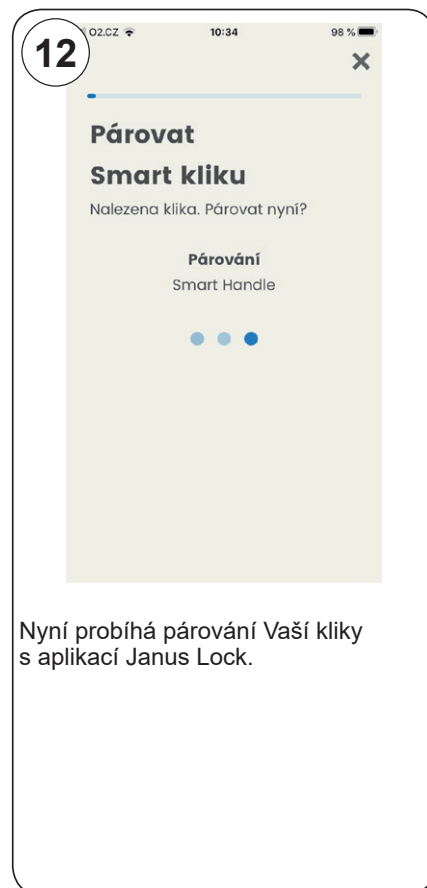 12
O2.CZ 10:34 98 %
Párovat
Smart kliku
Nalezena klika. Párovat nyní?
Párování
Smart Handle
Nyní probíhá párování Vaší kliky
s aplikací Janus Lock.